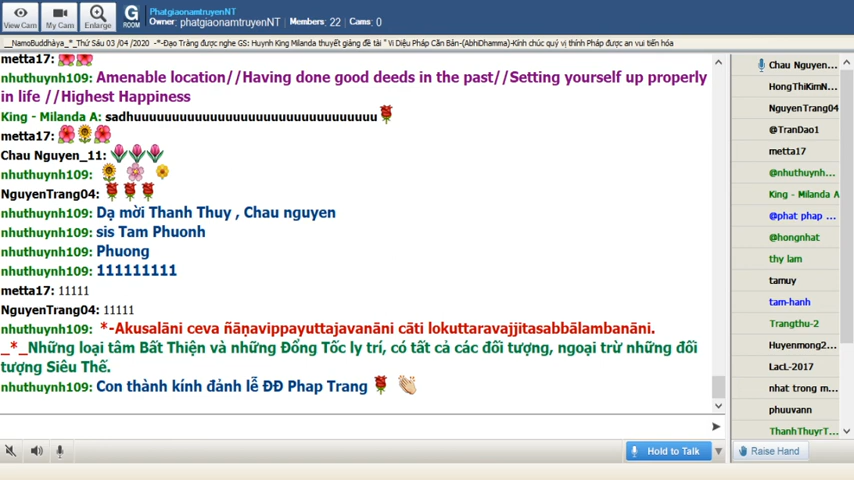 PhatgiaonamtruyenNT
Owner: phatgiaonamtruyenNT | Members: 22 | Cams: 0
View Cam
My Cam
Enlarge
G
ROOM
__NamoBuddhàya_*_Thứ Sáu 03 /04 /2020 -*-Đạo Tràng được nghe GS: Huynh King Milanda thuyết giảng đề tài " Vi Diệu Pháp Căn Bản-(AbhiDhamma)-Kính chúc quý vị thính Pháp được an vui tiến hóa
metta17:
nhuthuynh109: Amenable location//Having done good deeds in the past//Setting yourself up properly
in life //Highest Happiness
King - Milanda A: sadhuuuuuuuuuuuuuuuuuuuuuuuuuuuuuuuu
metta17:
Chau Nguyen_11:
nhuthuynh109:
NguyenTrang04:
nhuthuynh109: Dạ mời Thanh Thuy , Chau nguyen
nhuthuynh109: sis Tam Phuonh
nhuthuynh109: Phuong
nhuthuynh109: 111111111
metta17: 11111
NguyenTrang04: 11111
nhuthuynh109: *-Akusalāni ceva ñāṇavippayuttajavanāni cāti lokuttaravajjitasabbālambanāni.
_*_Những loại tâm Bất Thiện và những Đổng Tốc ly trí, có tất cả các đối tượng, ngoại trừ những đối
tượng Siêu Thế.
nhuthuynh109: Con thành kính đảnh lễ ĐĐ Phap Trang
Hold to Talk
Chau Nguyen...
HongThiKimN...
NguyenTrang04
@TranDao1
metta17
@nhuthuynh...
King - Milanda A
@phat phap ...
@hongnhat
thy lam
tamuy
tam-hanh
Trangthu-2
Huyenmong2...
LacL-2017
nhat trong m...
phuuvann
ThanhThuyrT...
Raise Hand